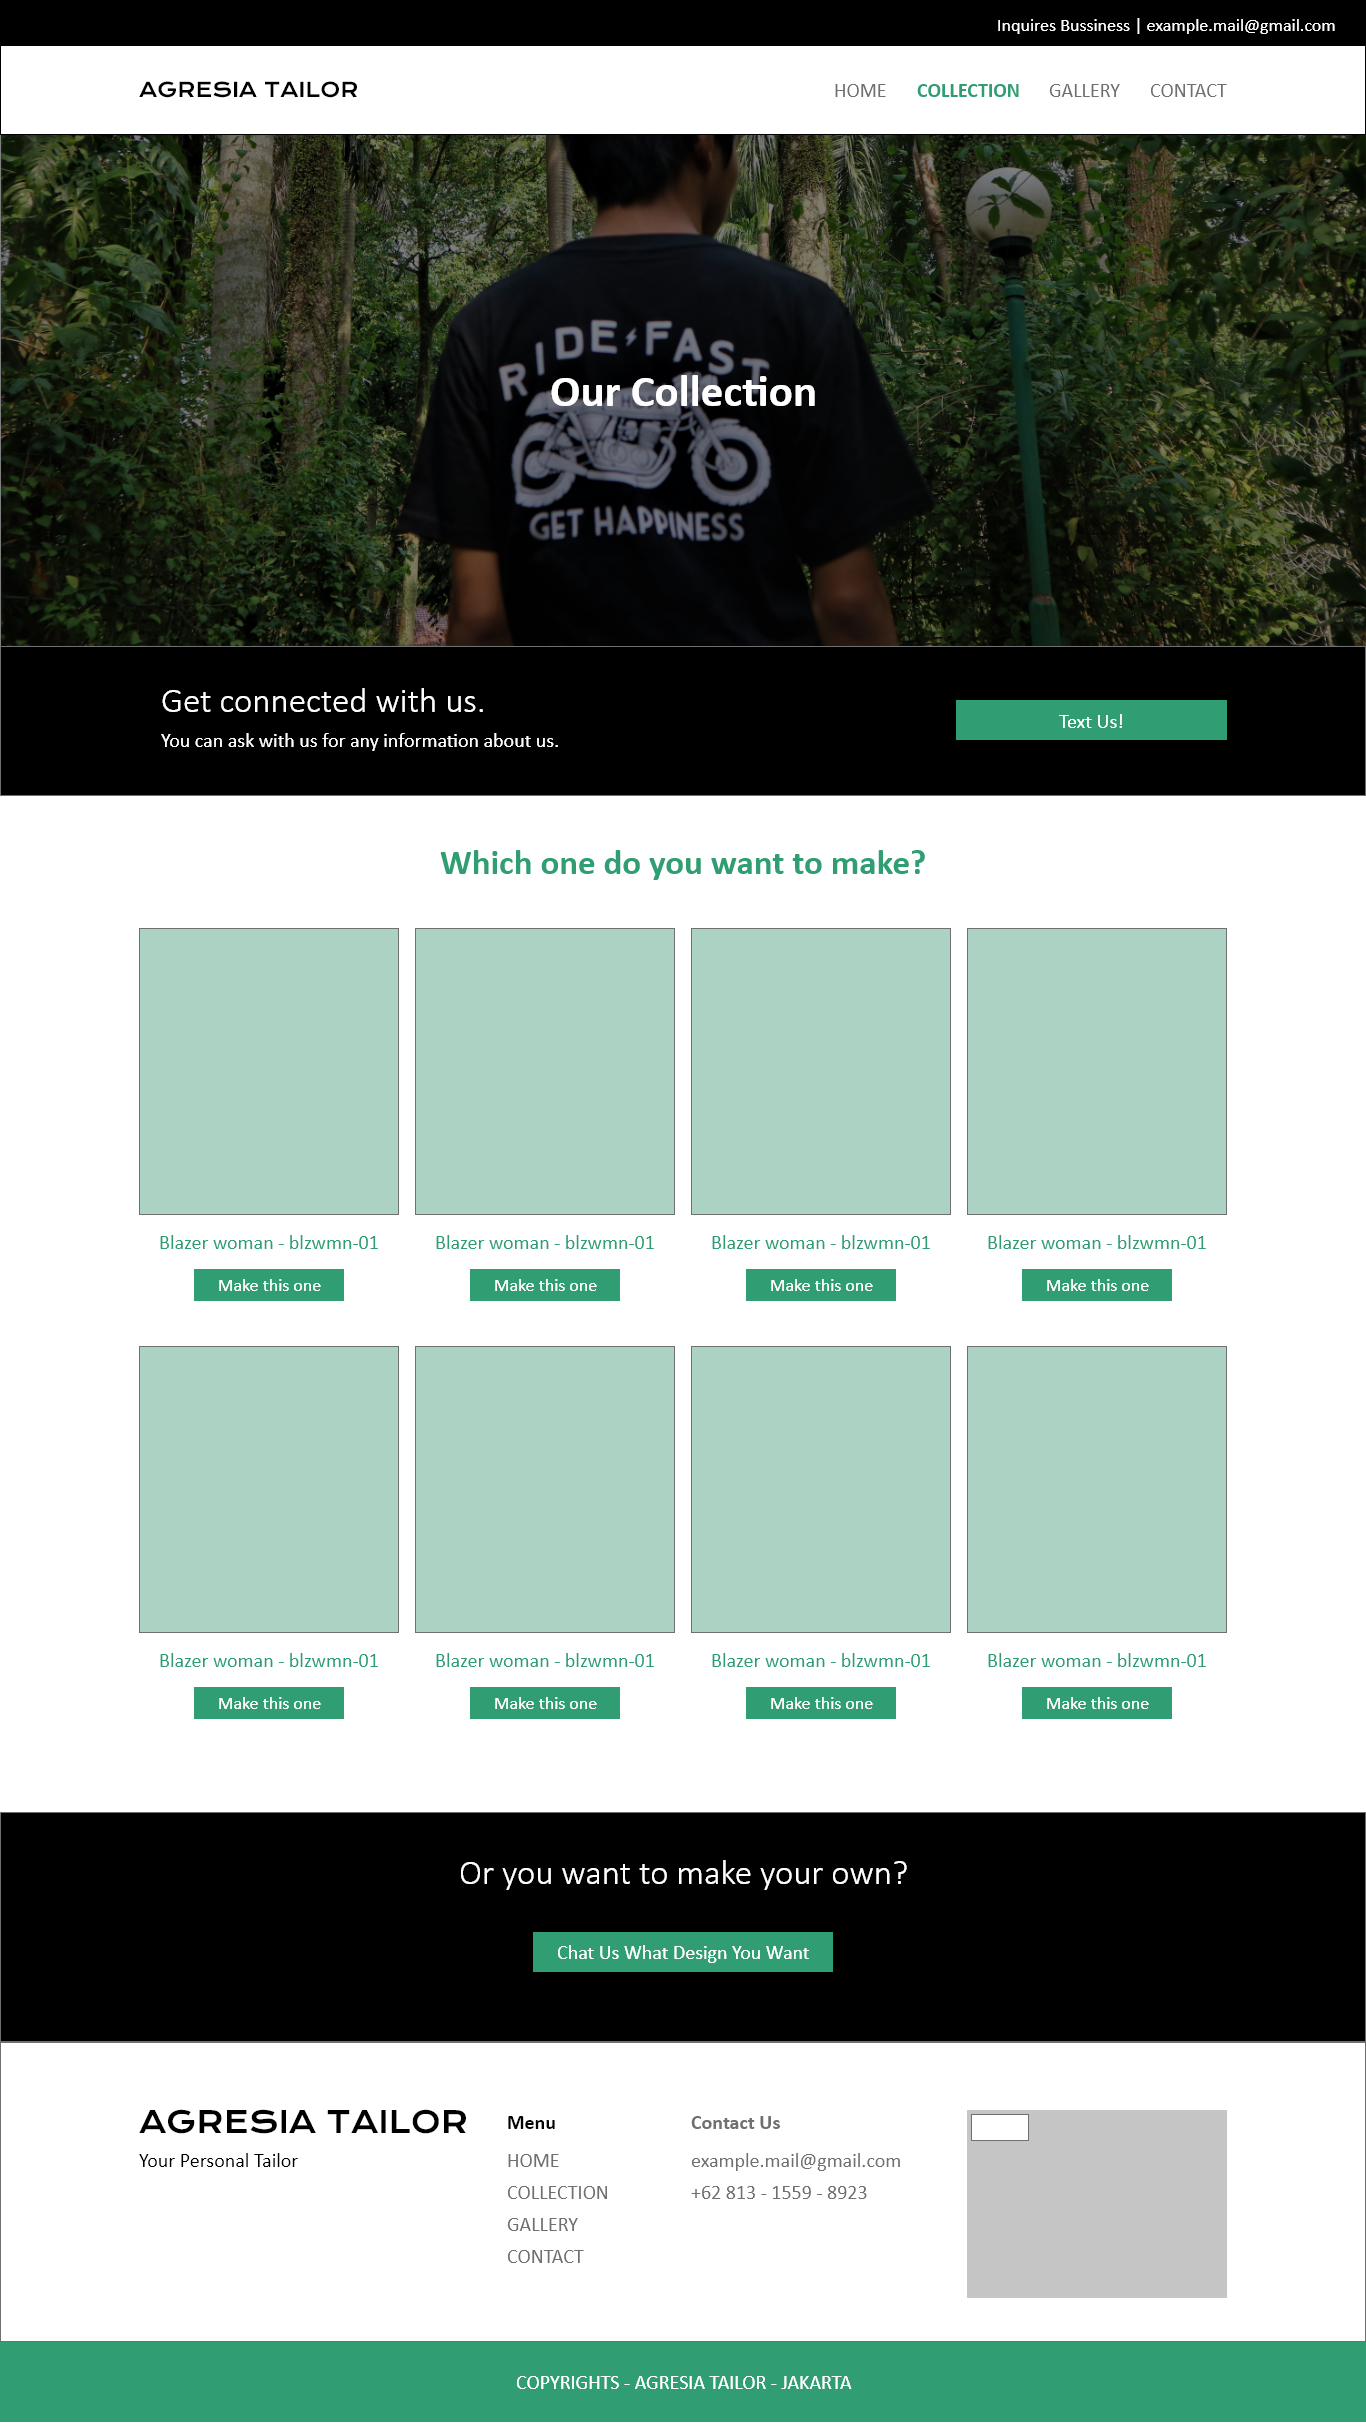 Inquires Bussiness | example.mail@gmail.com
AGRESIA TAILOR
HOME COLLECTION GALLERY CONTACT
RIDE FAST
Our Collection
GET HAPPINESS
Get connected with us.
You can ask with us for any information about us.
Text Us!
Which one do you want to make?
Blazer woman - blzwmn-01 Blazer woman - blzwmn-01 Blazer woman - blzwmn-01 Blazer woman - blzwmn-01
Make this one Make this one Make this one Make this one
Blazer woman - blzwmn-01 Blazer woman - blzwmn-01 Blazer woman - blzwmn-01 Blazer woman - blzwmn-01
Make this one Make this one Make this one Make this one
Or you want to make your own?
Chat Us What Design You Want
AGRESIA TAILOR
Your Personal Tailor
Menu
HOME
COLLECTION
GALLERY
CONTACT
Contact Us
example.mail@gmail.com
+62 813 - 1559 - 8923
COPYRIGHTS - AGRESIA TAILOR - JAKARTA